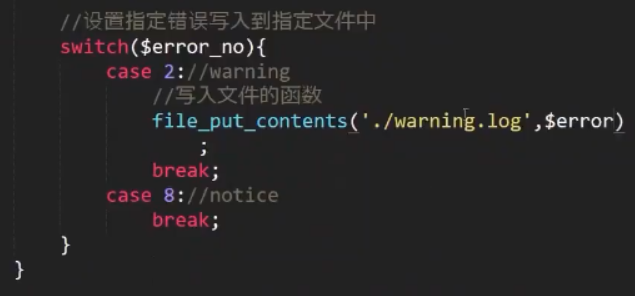 //设置指定错误写入到指定文件中
switch($error_no){
case 2://warning
//写入文件的函数
file_put_contents('./warning.log',$error)
;
break;
case 8://notice
break;
}
}